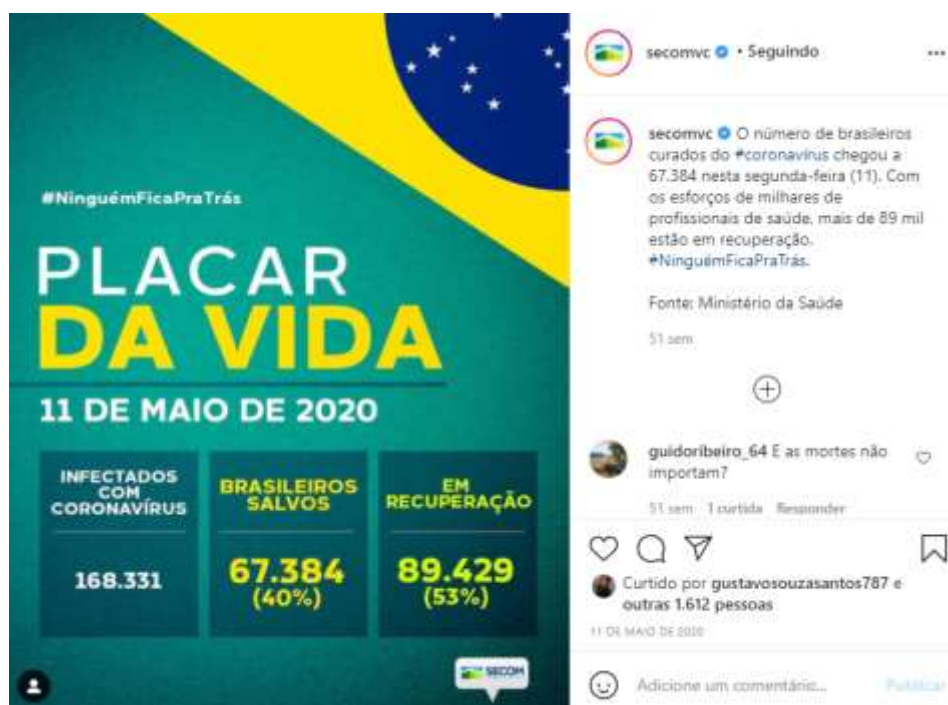 #NinguémFicaPraTrás
PLACAR
DA VIDA
11 DE MAIO DE 2020
INFECTADOS
COM
CORONAVÍRUS
168.331
BRASILEIROS
SALVOS
67.384
(40%)
EM
RECUPERAÇÃO
89.429
(53%)
SECOM
secomvc • Seguindo
secomvc O número de brasileiros
curados do #coronavírus chegou a
67.384 nesta segunda-feira (11). Com
os esforços de milhares de
profissionais de saúde, mais de 89 mil
estão em recuperação.
#NinguémFicaPraTrás.
Fonte: Ministério da Saúde
51 sem
guidoribeiro_64 E as mortes não
importam?
51 sem 1 curtida Responder
Curtido por gustavosouzasantos787 e
outras 1.612 pessoas
11 DE MAIO DE 2020
Adicione um comentário...
Publicar